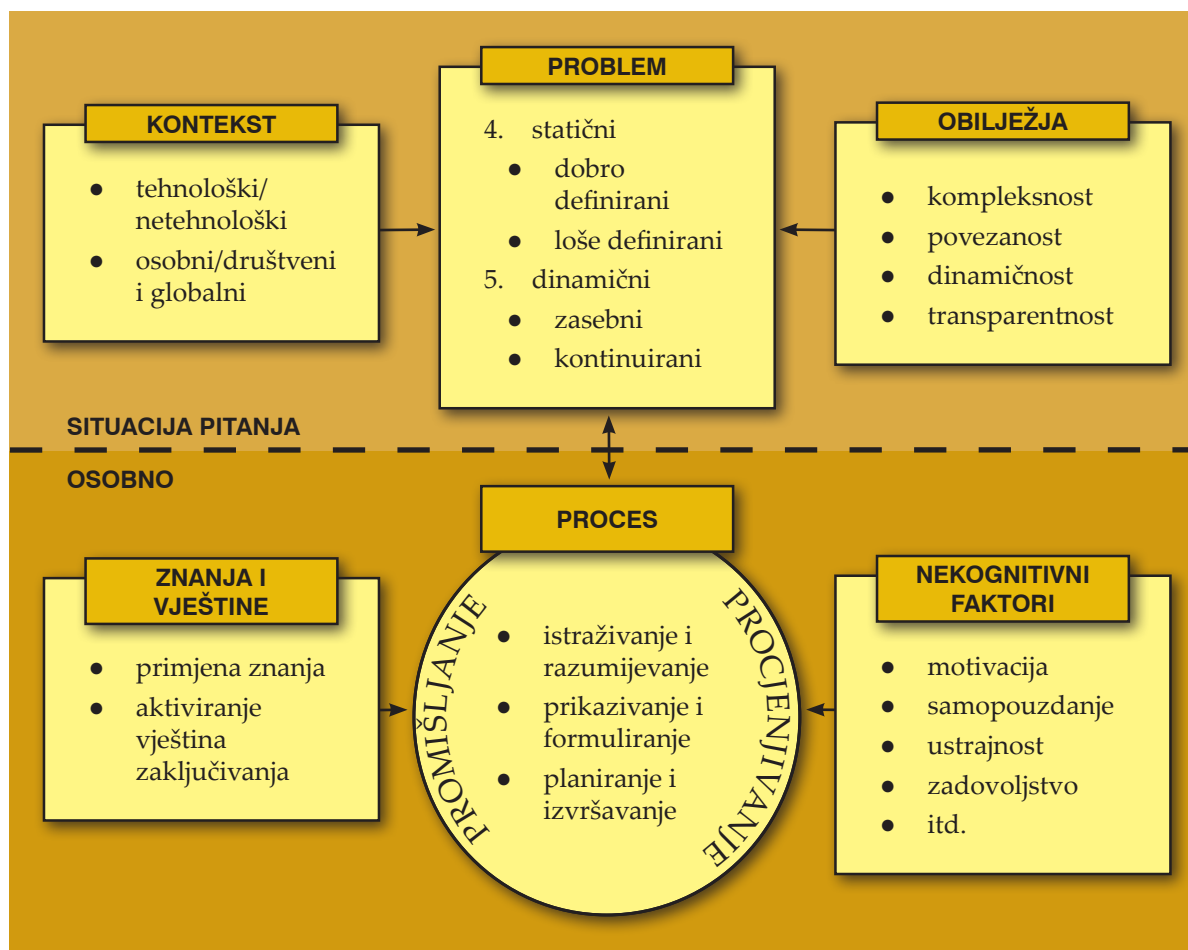 KONTEKST
● tehnološki/
netehnološki
● osobni/društveni
i globalni
PROBLEM
4. statični
● dobro
definirani
● loše definirani
5. dinamični
● zasebni
● kontinuirani
OBILJEŽJA
● kompleksnost
● povezanost
● dinamičnost
● transparentnost
SITUACIJA PITANJA
OSOBNO
ZNANJA I
VJEŠTINE
● primjena znanja
● aktiviranje
vještina
zaključivanja
PROCES
PROMIŠLJANJE
● istraživanje i
razumijevanje
● prikazivanje i
formuliranje
● planiranje i
izvršavanje
PROCJENJIVANJE
NEKOGNITIVNI
FAKTORI
● motivacija
● samopouzdanje
● ustrajnost
● zadovoljstvo
● itd.